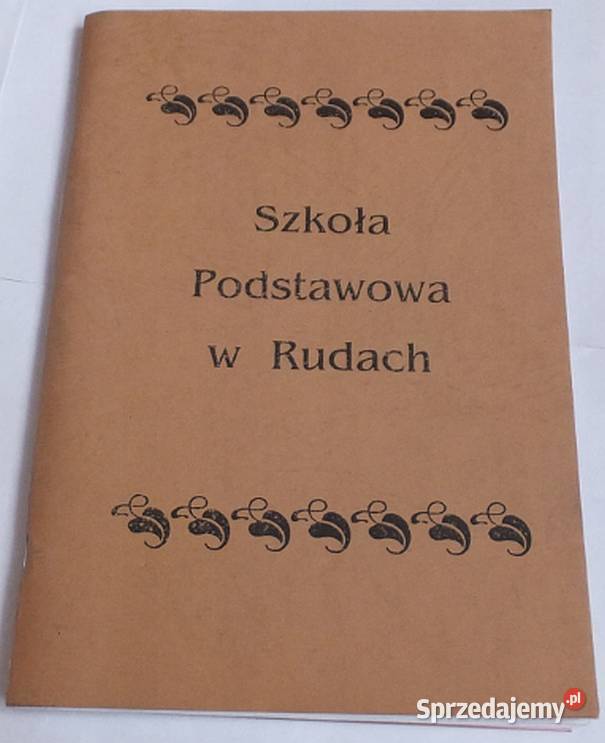 Szkoła
Podstawowa
w Rudach
Sprzedajemy.pl